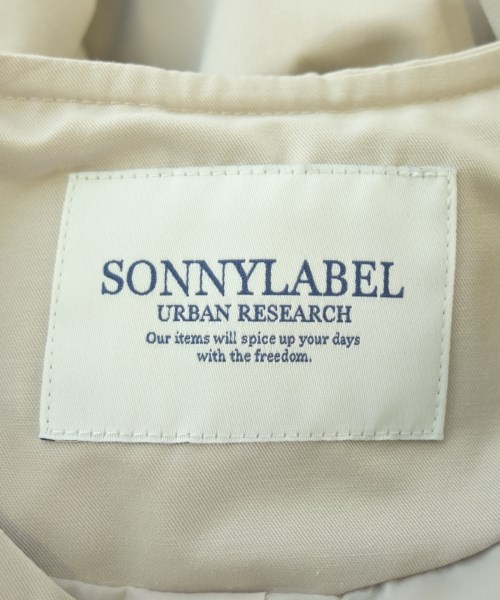 SONNYLABEL
URBAN RESEARCH
Our items will spice up your days
with the freedom.